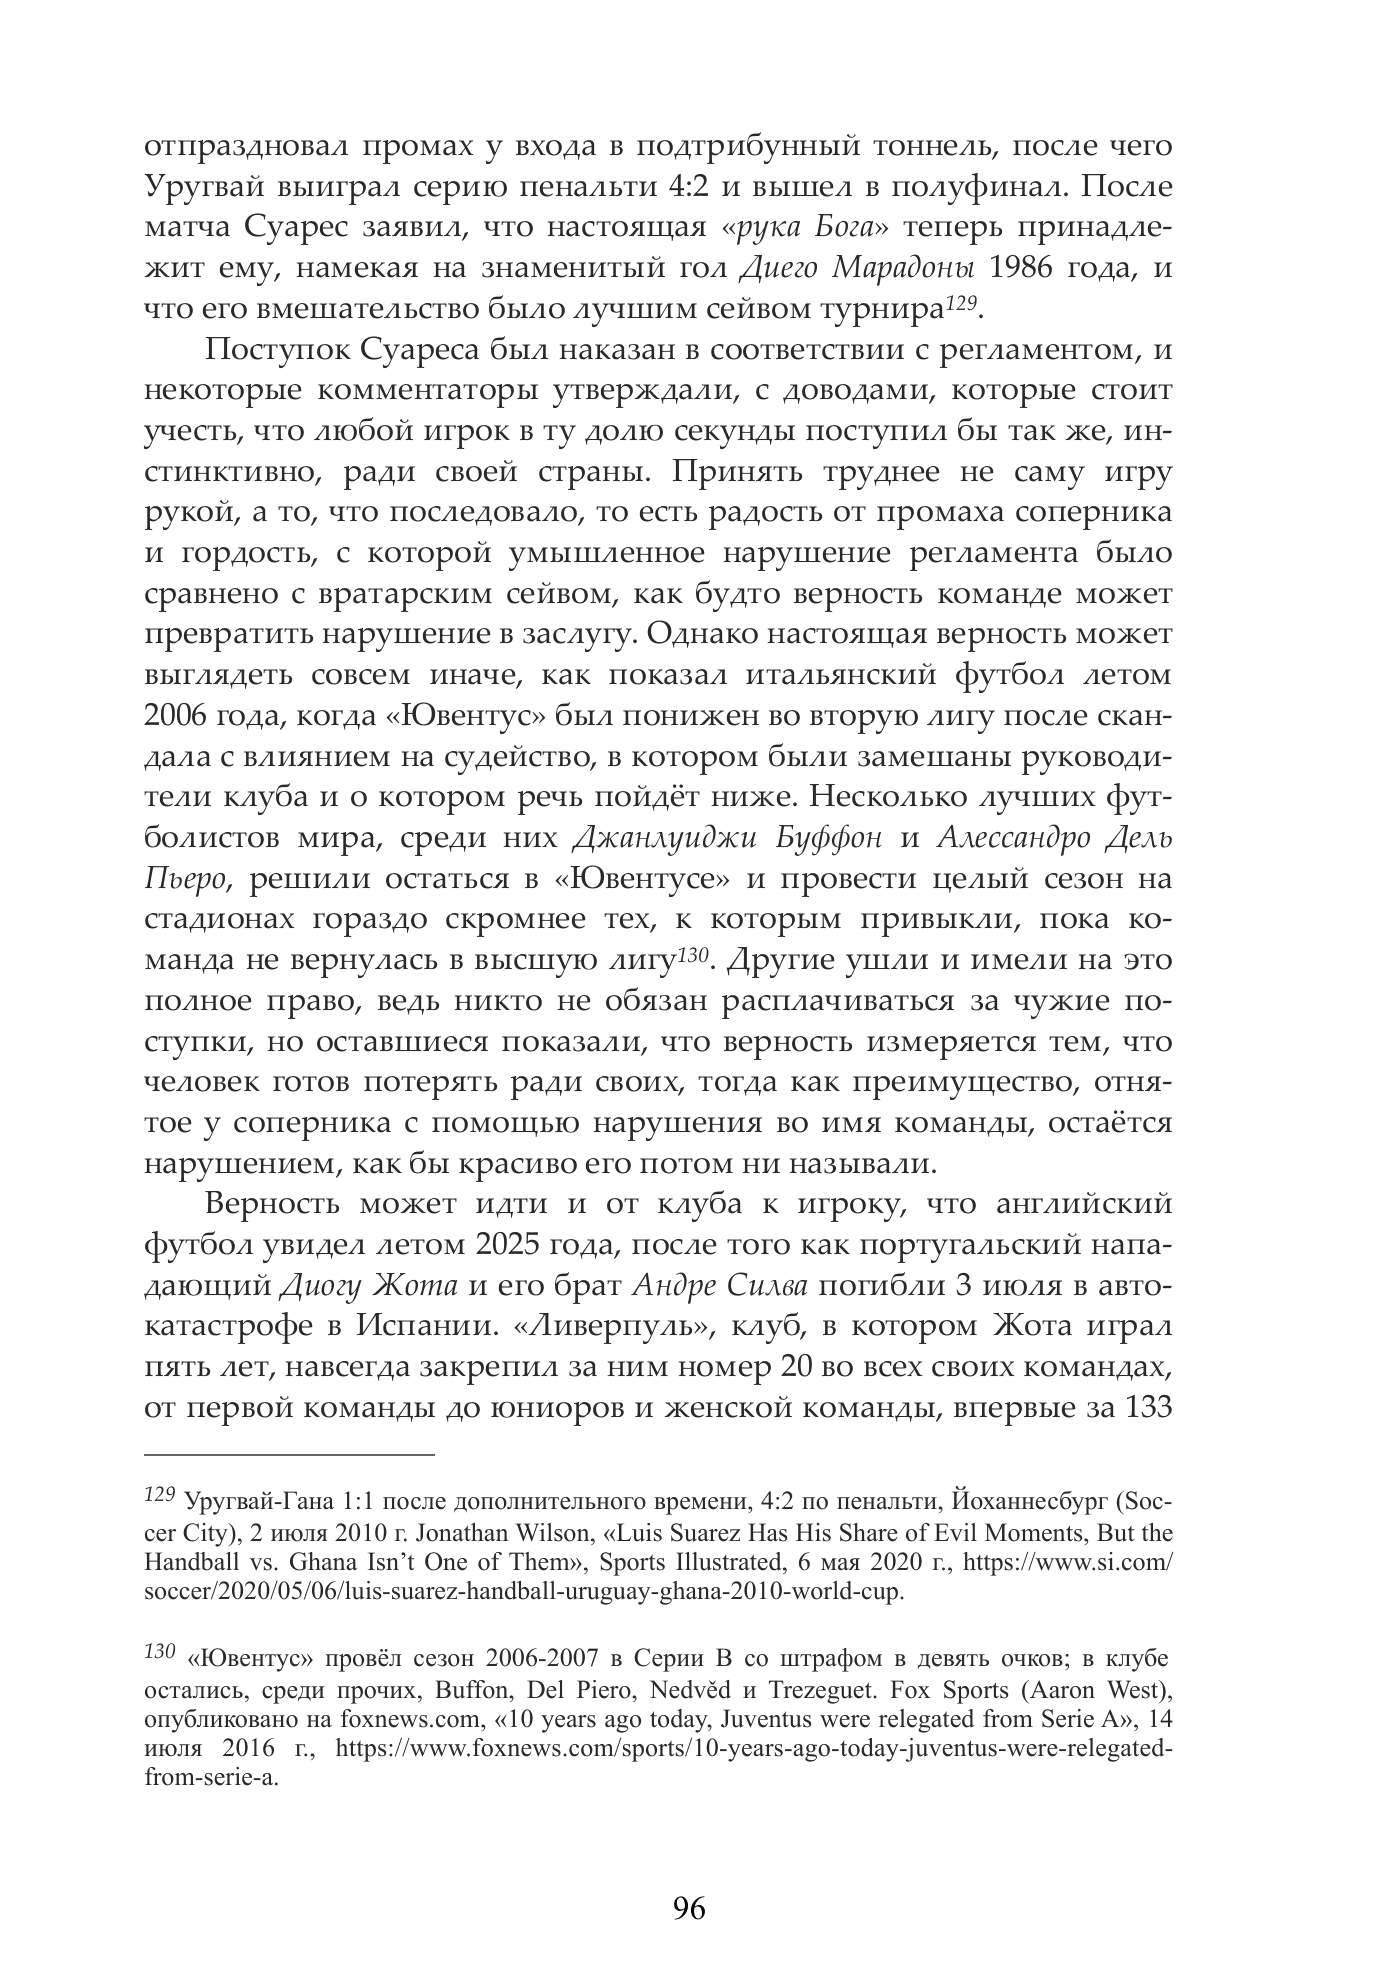 отпраздновал промах у входа в подтрибунный тоннель, после чего
Уругвай выиграл серию пенальти 4:2 и вышел в полуфинал. После
матча Суарес заявил, что настоящая «рука Бога» теперь принадле-
жит ему, намекая на знаменитый гол Диего Марадоны 1986 года, и
что его вмешательство было лучшим сейвом турнира129.
Поступок Суареса был наказан в соответствии с регламентом, и
некоторые комментаторы утверждали, с доводами, которые стоит
учесть, что любой игрок в ту долю секунды поступил бы так же, ин-
стинктивно, ради своей страны. Принять труднее не саму игру
рукой, а то, что последовало, то есть радость от промаха соперника
и гордость, с которой умышленное нарушение регламента было
сравнено с вратарским сейвом, как будто верность команде может
превратить нарушение в заслугу. Однако настоящая верность может
выглядеть совсем иначе, как показал итальянский футбол летом
2006 года, когда «Ювентус» был понижен во вторую лигу после скан-
дала с влиянием на судейство, в котором были замешаны руководи-
тели клуба и о котором речь пойдёт ниже. Несколько лучших фут-
болистов мира, среди них Джанлуиджи Буффон и Алессандро Дель
Пьеро, решили остаться в «Ювентусе» и провести целый сезон на
стадионах гораздо скромнее тех, к которым привыкли, пока ко-
манда не вернулась в высшую лигу130. Другие ушли и имели на это
полное право, ведь никто не обязан расплачиваться за чужие по-
ступки, но оставшиеся показали, что верность измеряется тем, что
человек готов потерять ради своих, тогда как преимущество, отня-
тое у соперника с помощью нарушения во имя команды, остаётся
нарушением, как бы красиво его потом ни называли.
Верность может идти и от клуба к игроку, что английский
футбол увидел летом 2025 года, после того как португальский напа-
дающий Диогу Жота и его брат Андре Силва погибли 3 июля в авто-
катастрофе в Испании. «Ливерпуль», клуб, в котором Жота играл
пять лет, навсегда закрепил за ним номер 20 во всех своих командах,
от первой команды до юниоров и женской команды, впервые за 133
129 Уругвай-Гана 1:1 после дополнительного времени, 4:2 по пенальти, Йоханнесбург (Soc-
cer City), 2 июля 2010 г. Jonathan Wilson, «Luis Suarez Has His Share of Evil Moments, But the
Handball vs. Ghana Isn’t One of Them», Sports Illustrated, 6 мая 2020 г., https://www.si.com/
soccer/2020/05/06/luis-suarez-handball-uruguay-ghana-2010-world-cup.
130 «Ювентус» провёл сезон 2006-2007 в Серии B со штрафом в девять очков; в клубе
остались, среди прочих, Buffon, Del Piero, Nedvěd и Trezeguet. Fox Sports (Aaron West),
опубликовано на foxnews.com, «10 years ago today, Juventus were relegated from Serie A», 14
июля 2016 г., https://www.foxnews.com/sports/10-years-ago-today-juventus-were-relegated-
from-serie-a.
96